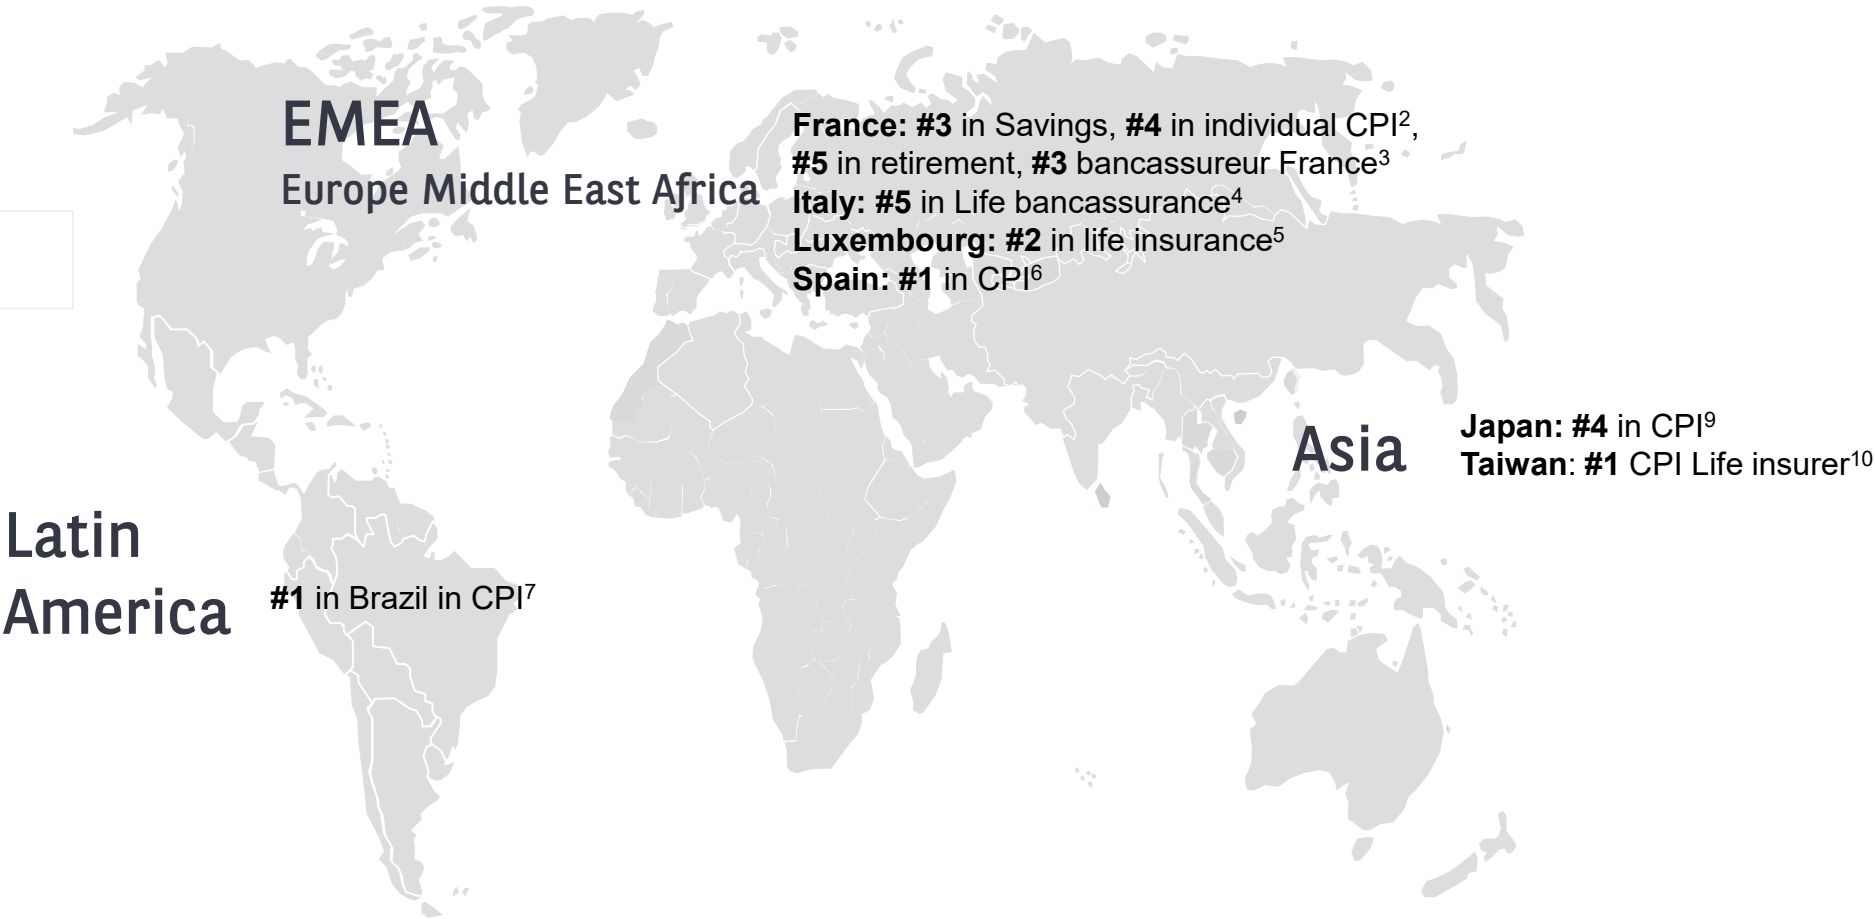 EMEA
Europe Middle East Africa
France: #3 in Savings, #4 in individual CPI²,
#5 in retirement, #3 bancassureur France³
Italy: #5 in Life bancassurance⁴
Luxembourg: #2 in life insurance⁵
Spain: #1 in CPI⁶
Asia
Japan: #4 in CPI⁹
Taiwan: #1 CPI Life insurer¹⁰
Latin
America
#1 in Brazil in CPI⁷